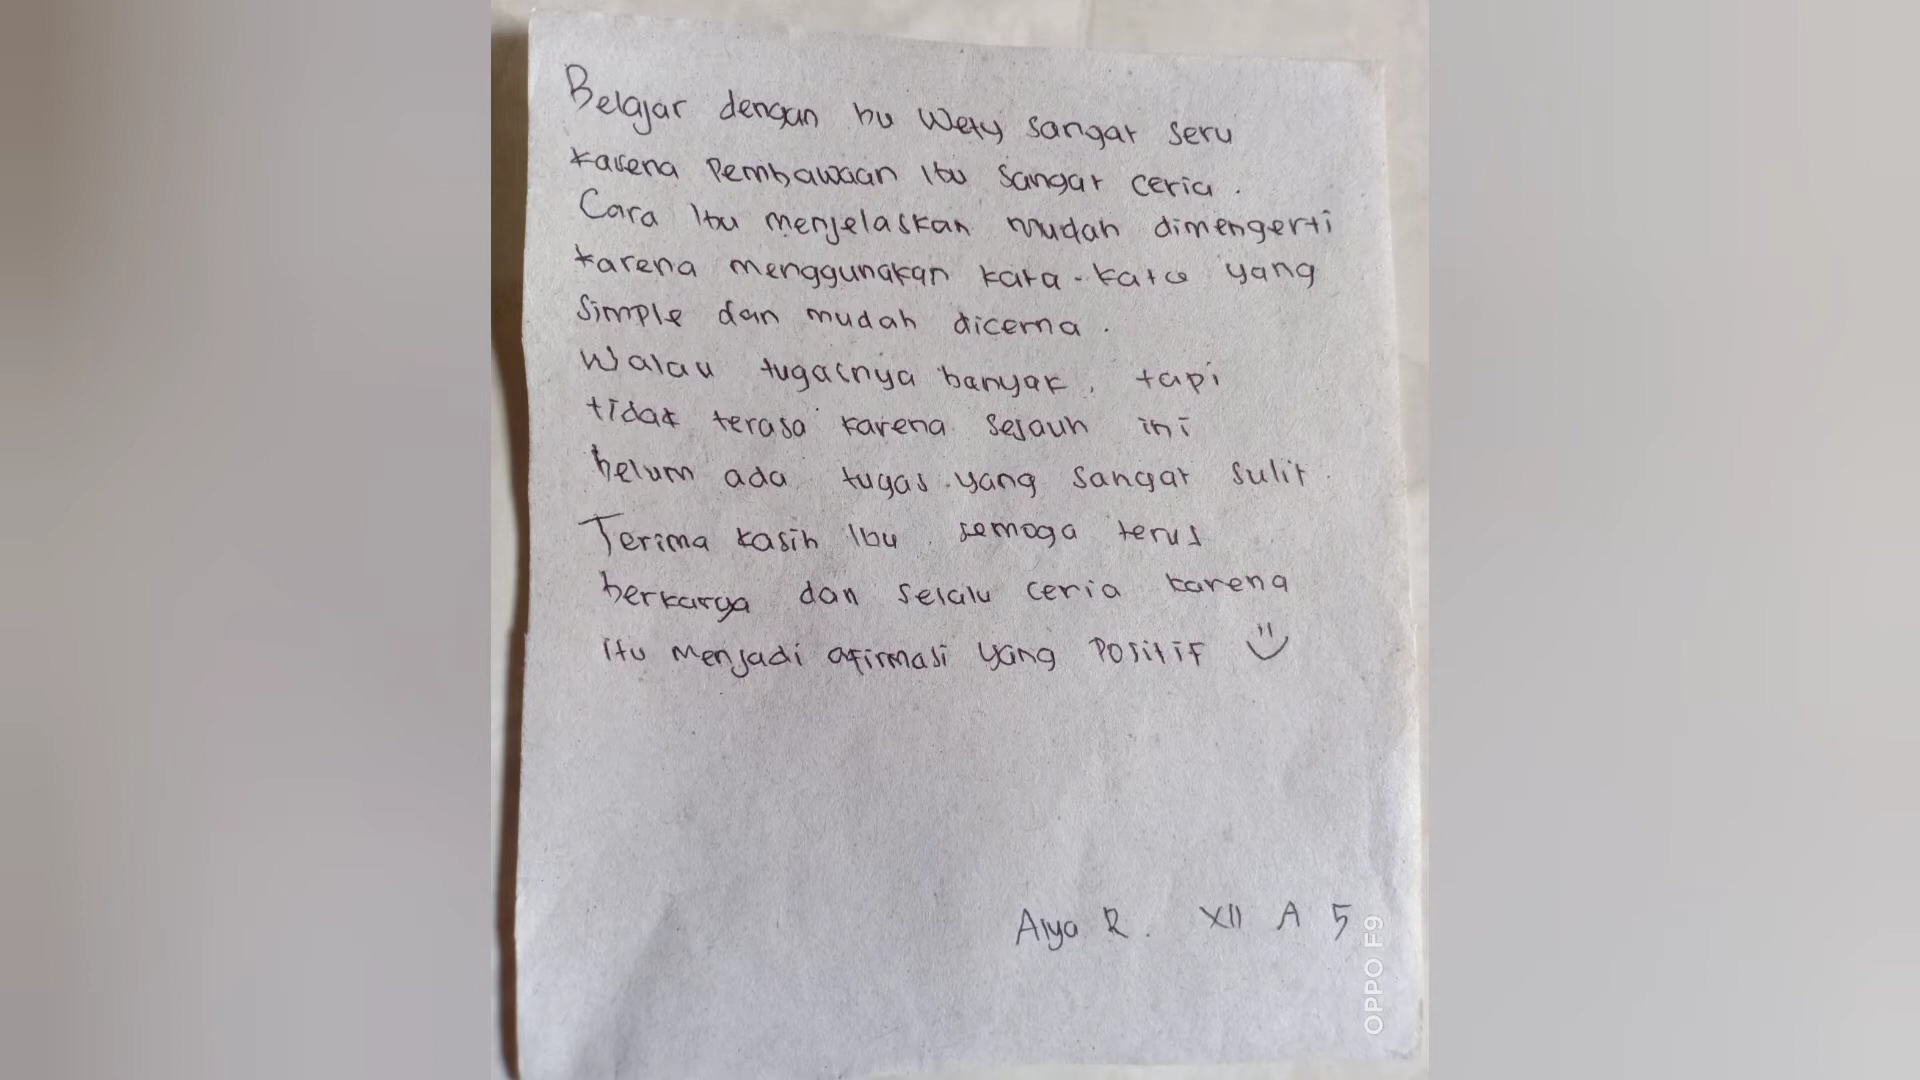 Belajar dengan bu Wety sangat seru
karena Pembawaan Ibu sangat ceria.
Cara Ibu menjelaskan mudah dimengerti
karena menggunakan kata-kata yang
simple dan mudah dicerna.
Walau tugasnya banyak, tapi
tidak terasa karena sejauh ini
belum ada tugas yang sangat sulit.
Terima kasih Ibu semoga terus
berkarya dan selalu ceria karena
itu menjadi afirmasi yang Positif
Alya R. XII A 5
OPPO F9